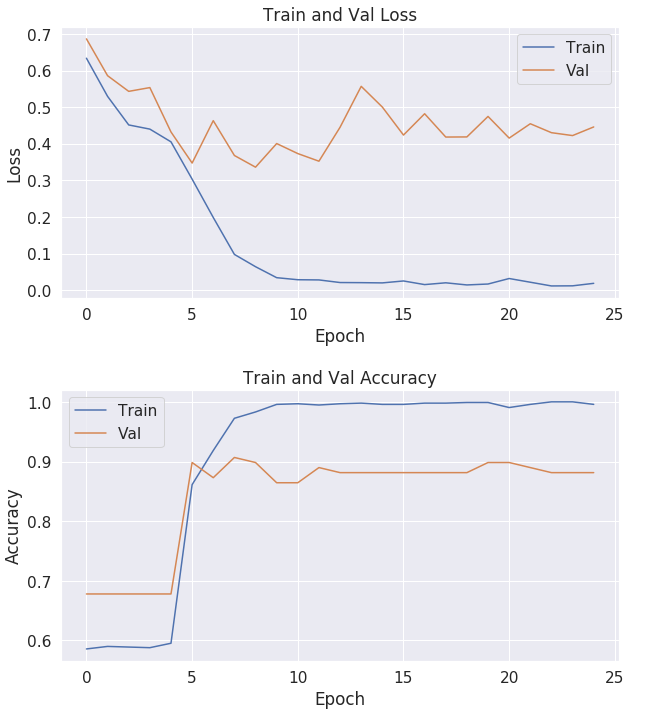 Train and Val Loss
0.7
0.6
0.5
0.4
0.3
0.2
0.1
0.0
Loss
Train
Val
0 5 10 15 20 25
Epoch
Train and Val Accuracy
1.0
0.9
0.8
0.7
0.6
Accuracy
Train
Val
0 5 10 15 20 25
Epoch